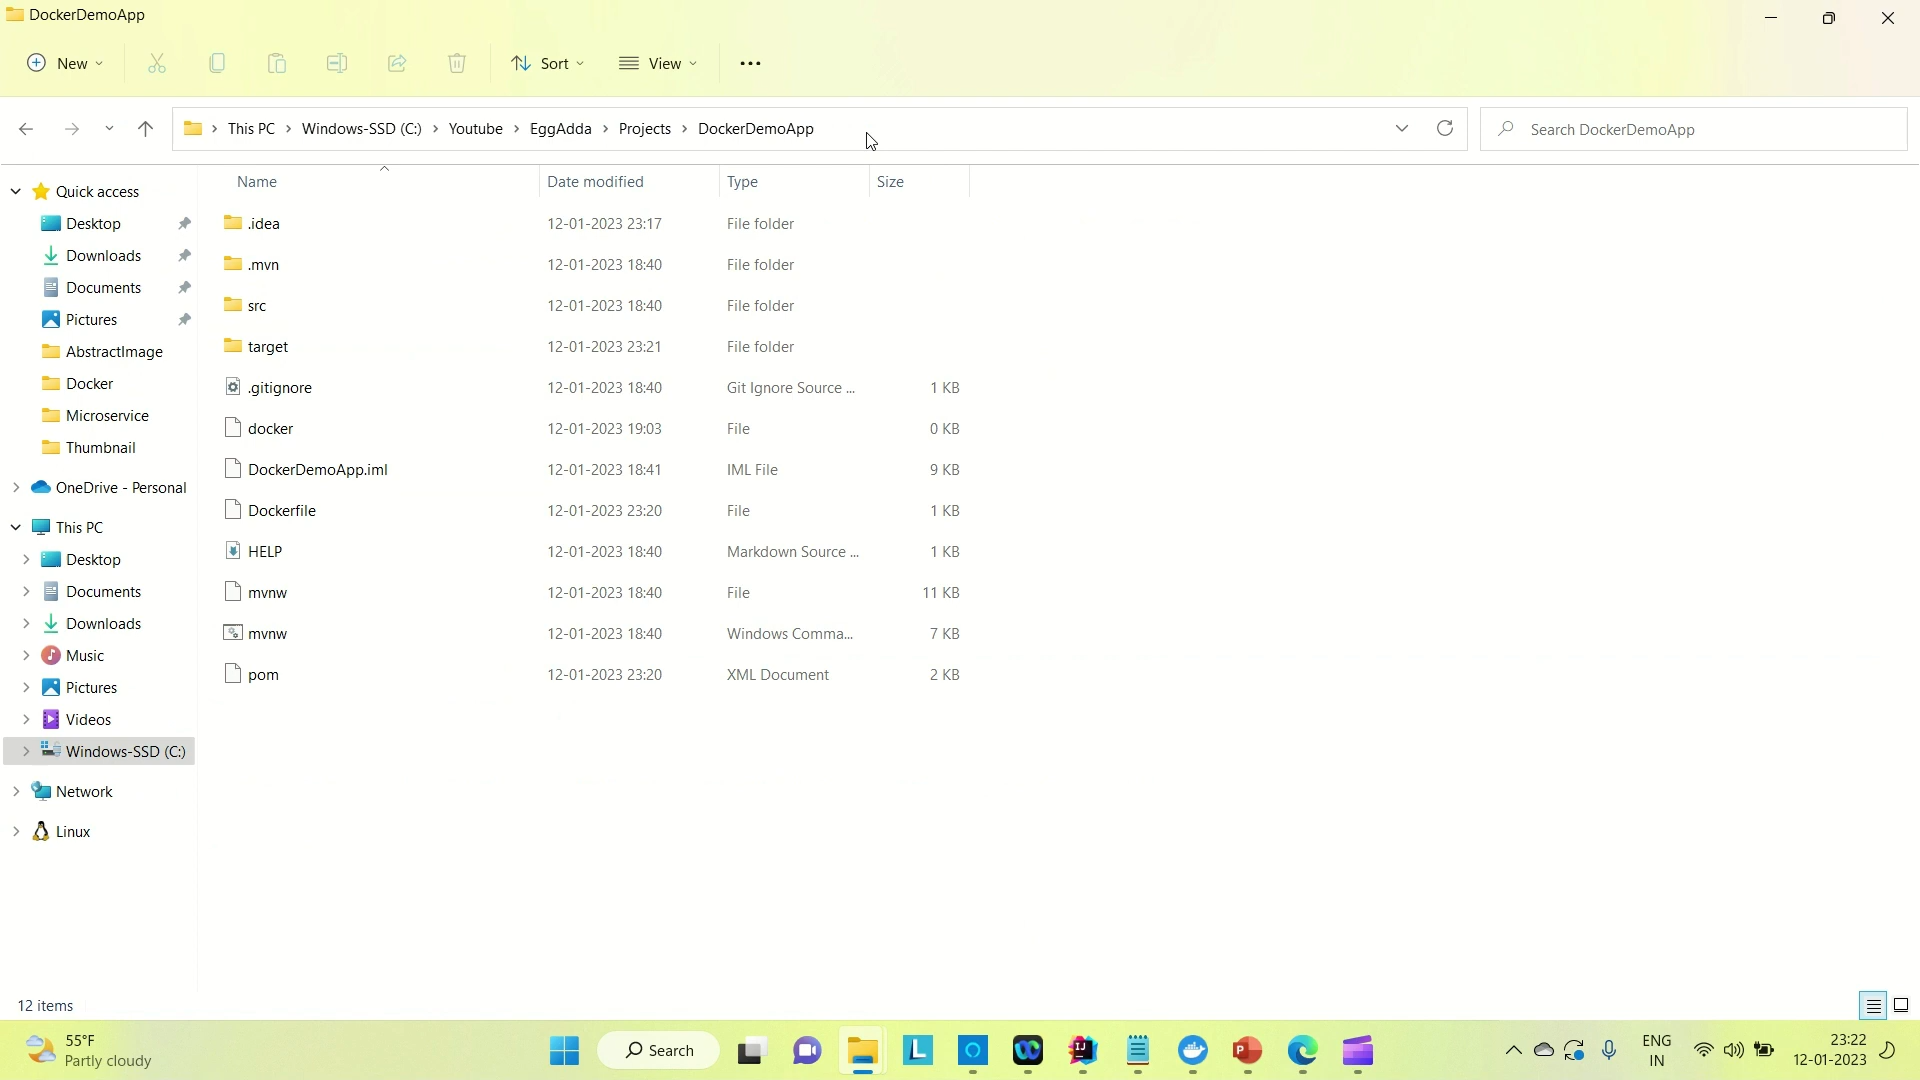 DockerDemoApp
New
Sort
View
This PC > Windows-SSD (C:) > Youtube > EggAdda > Projects > DockerDemoApp
Search DockerDemoApp
Name Date modified Type Size
Quick access
Desktop
Downloads
Documents
Pictures
AbstractImage
Docker
Microservice
Thumbnail
OneDrive - Personal
This PC
Desktop
Documents
Downloads
Music
Pictures
Videos
Windows-SSD (C:)
Network
Linux
.idea 12-01-2023 23:17 File folder
.mvn 12-01-2023 18:40 File folder
src 12-01-2023 18:40 File folder
target 12-01-2023 23:21 File folder
.gitignore 12-01-2023 18:40 Git Ignore Source ... 1 KB
docker 12-01-2023 19:03 File 0 KB
DockerDemoApp.iml 12-01-2023 18:41 IML File 9 KB
Dockerfile 12-01-2023 23:20 File 1 KB
HELP 12-01-2023 18:40 Markdown Source ... 1 KB
mvnw 12-01-2023 18:40 File 11 KB
mvnw 12-01-2023 18:40 Windows Comma... 7 KB
pom 12-01-2023 23:20 XML Document 2 KB
12 items
55°F
Partly cloudy
Search
ENG
IN
23:22
12-01-2023